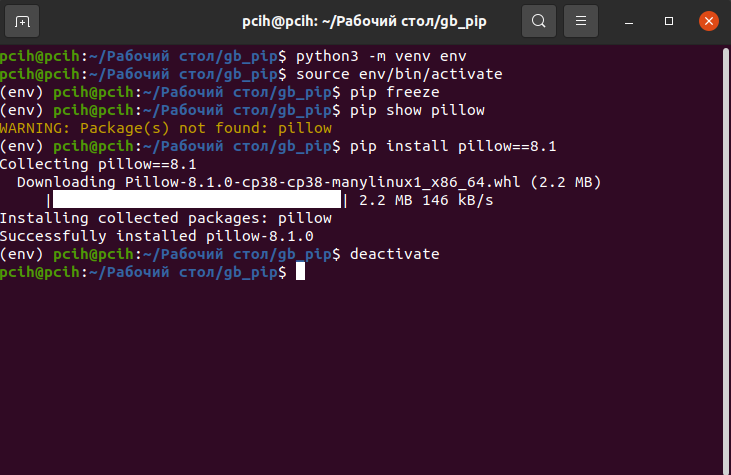 pcih@pcih: ~/Рабочий стол/gb_pip
pcih@pcih:~/Рабочий стол/gb_pip$ python3 -m venv env
pcih@pcih:~/Рабочий стол/gb_pip$ source env/bin/activate
(env) pcih@pcih:~/Рабочий стол/gb_pip$ pip freeze
(env) pcih@pcih:~/Рабочий стол/gb_pip$ pip show pillow
WARNING: Package(s) not found: pillow
(env) pcih@pcih:~/Рабочий стол/gb_pip$ pip install pillow==8.1
Collecting pillow==8.1
  Downloading Pillow-8.1.0-cp38-cp38-manylinux1_x86_64.whl (2.2 MB)
     |████████████████████████████████| 2.2 MB 146 kB/s
Installing collected packages: pillow
Successfully installed pillow-8.1.0
(env) pcih@pcih:~/Рабочий стол/gb_pip$ deactivate
pcih@pcih:~/Рабочий стол/gb_pip$